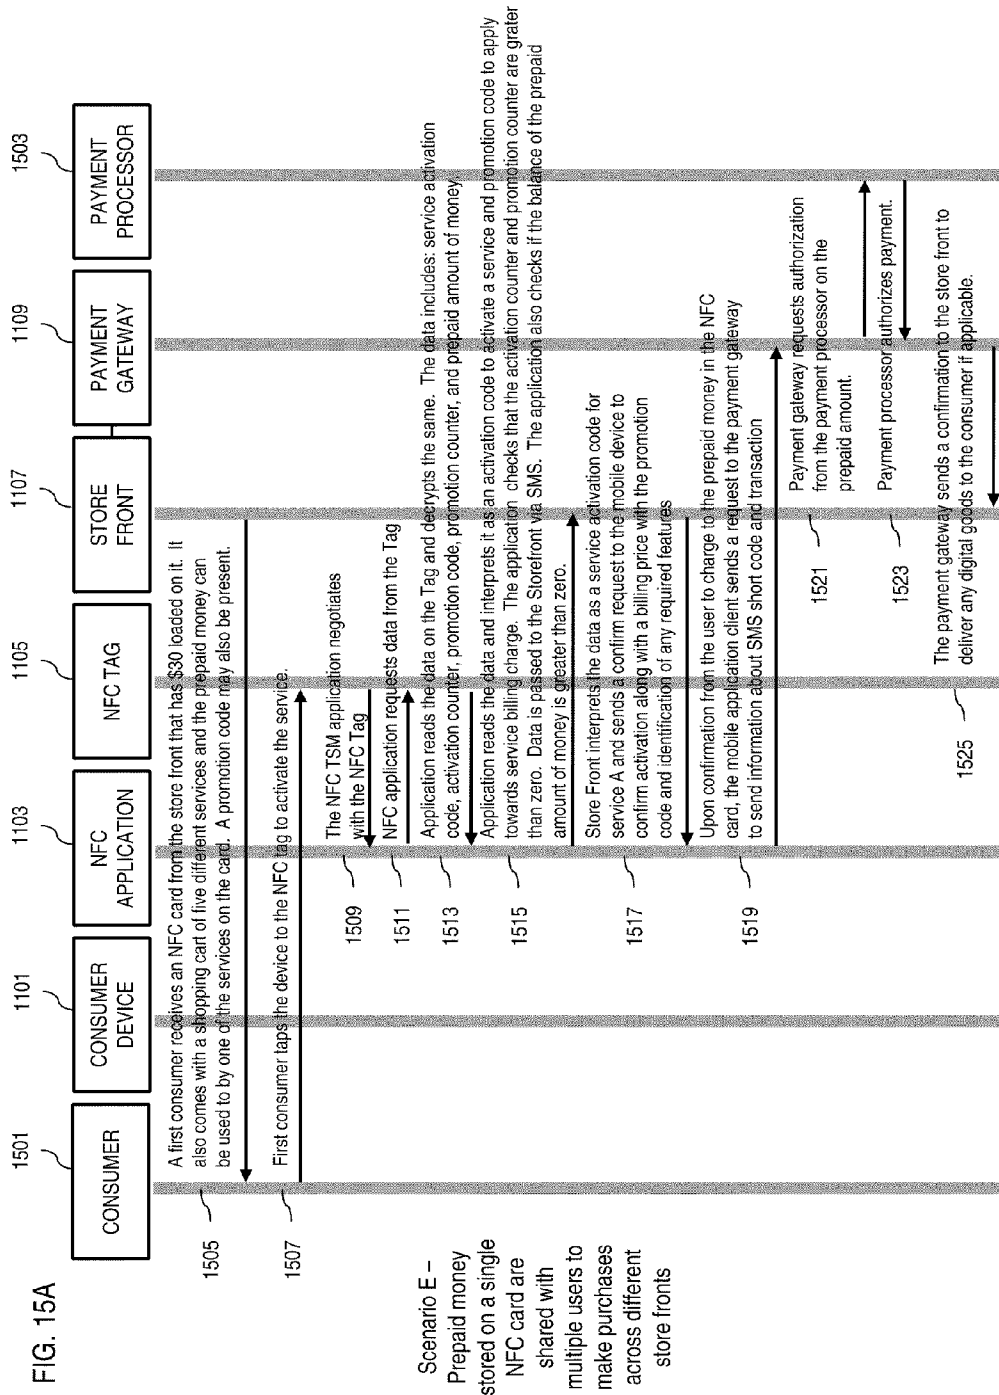 FIG. 15A
1501
1101
1103
1105
1107
1109
1503
CONSUMER
CONSUMER
DEVICE
NFC
APPLICATION
NFC TAG
STORE
FRONT
PAYMENT
GATEWAY
PAYMENT
PROCESSOR
Scenario E –
Prepaid money
stored on a single
NFC card are
shared with
multiple users to
make purchases
across different
store fronts
1505
A first consumer receives an NFC card from the store front that has $30 loaded on it. It
also comes with a shopping cart of five different services and the prepaid money can
be used to by one of the services on the card. A promotion code may also be present.
1507
First consumer taps the device to the NFC tag to activate the service.
1509
The NFC TSM application negotiates
with the NFC Tag
1511
NFC application requests data from the Tag
1513
Application reads the data on the Tag and decrypts the same. The data includes: service activation
code, activation counter, promotion code, promotion counter, and prepaid amount of money.
1515
Application reads the data and interprets it as an activation code to activate a service and promotion code to apply
towards service billing charge. The application checks that the activation counter and promotion counter are grater
than zero. Data is passed to the Storefront via SMS. The application also checks if the balance of the prepaid
amount of money is greater than zero.
1517
Store Front interprets the data as a service activation code for
service A and sends a confirm request to the mobile device to
confirm activation along with a billing price with the promotion
code and identification of any required features
1519
Upon confirmation from the user to charge to the prepaid money in the NFC
card, the mobile application client sends a request to the payment gateway
to send information about SMS short code and transaction
1521
Payment gateway requests authorization
from the payment processor on the
prepaid amount.
1523
Payment processor authorizes payment.
1525
The payment gateway sends a confirmation to the store front to
deliver any digital goods to the consumer if applicable.